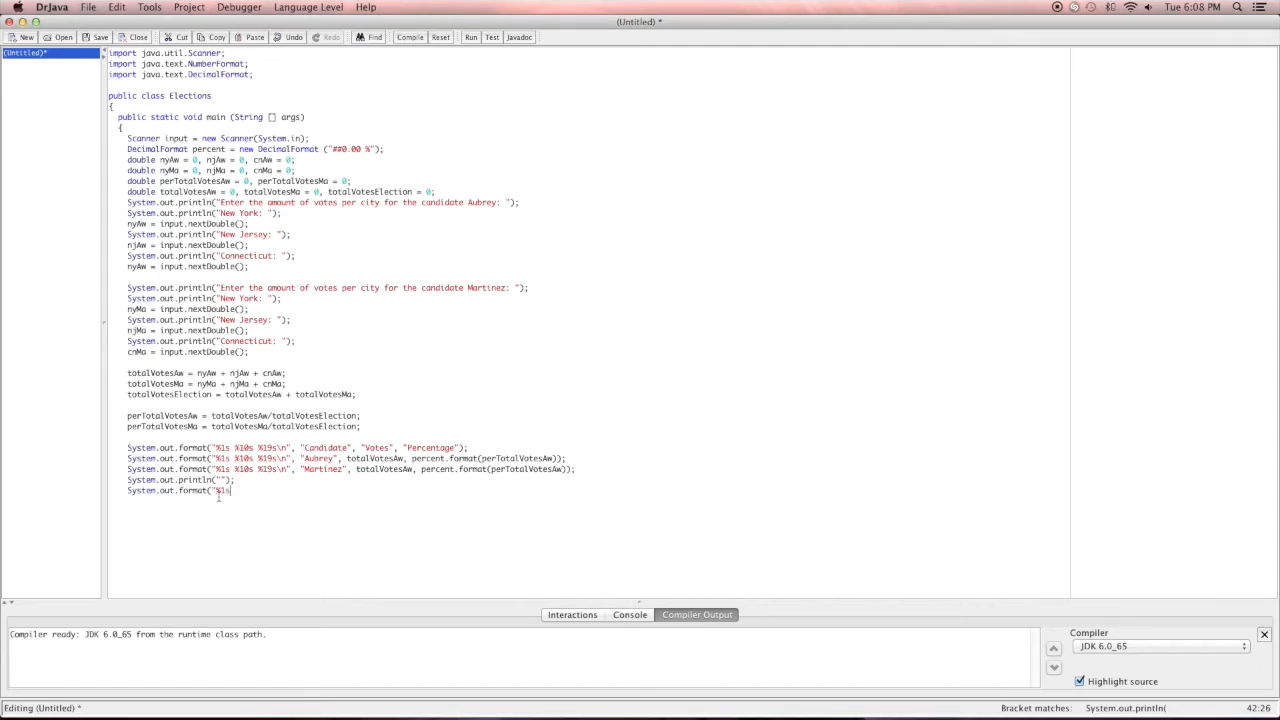 DrJava File Edit Tools Project Debugger Language Level Help Tue 6:08 PM
(Untitled) *
New Open Save Close Cut Copy Paste Undo Redo Find Compile Reset Run Test Javadoc
(Untitled)*
import java.util.Scanner;
import java.text.NumberFormat;
import java.text.DecimalFormat;
public class Elections
{
public static void main (String [] args)
{
Scanner input = new Scanner(System.in);
DecimalFormat percent = new DecimalFormat ("##0.00 %");
double nyAw = 0, njAw = 0, cnAw = 0;
double nyMa = 0, njMa = 0, cnMa = 0;
double perTotalVotesAw = 0, perTotalVotesMa = 0;
double totalVotesAw = 0, totalVotesMa = 0, totalVotesElection = 0;
System.out.println("Enter the amount of votes per city for the candidate Aubrey: ");
System.out.println("New York: ");
nyAw = input.nextDouble();
System.out.println("New Jersey: ");
njAw = input.nextDouble();
System.out.println("Connecticut: ");
nyAw = input.nextDouble();
System.out.println("Enter the amount of votes per city for the candidate Martinez: ");
System.out.println("New York: ");
nyMa = input.nextDouble();
System.out.println("New Jersey: ");
njMa = input.nextDouble();
System.out.println("Connecticut: ");
cnMa = input.nextDouble();
totalVotesAw = nyAw + njAw + cnAw;
totalVotesMa = nyMa + njMa + cnMa;
totalVotesElection = totalVotesAw + totalVotesMa;
perTotalVotesAw = totalVotesAw/totalVotesElection;
perTotalVotesMa = totalVotesMa/totalVotesElection;
System.out.format("%1s %10s %19s\n", "Candidate", "Votes", "Percentage");
System.out.format("%1s %10s %19s\n", "Aubrey", totalVotesAw, percent.format(perTotalVotesAw));
System.out.format("%1s %10s %19s\n", "Martinez", totalVotesAw, percent.format(perTotalVotesAw));
System.out.println("");
System.out.format("%1s
Interactions Console Compiler Output
Compiler ready: JDK 6.0_65 from the runtime class path.
Compiler
JDK 6.0_65
Highlight source
Editing (Untitled) * Bracket matches: System.out.println( 42:26